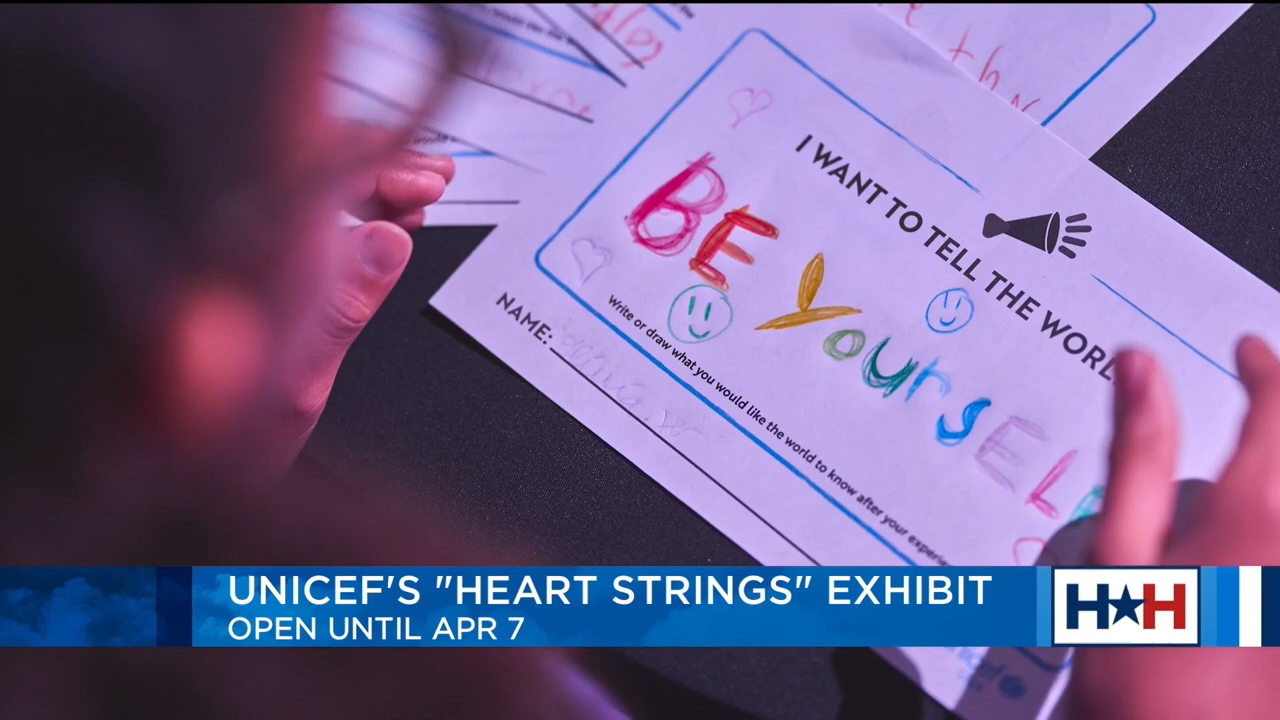 I WANT TO TELL THE WORL
BE YoursELf
Write or draw what you would like the world to know after your experie
NAME:
UNICEF'S "HEART STRINGS" EXHIBIT
OPEN UNTIL APR 7
H★H
unicef